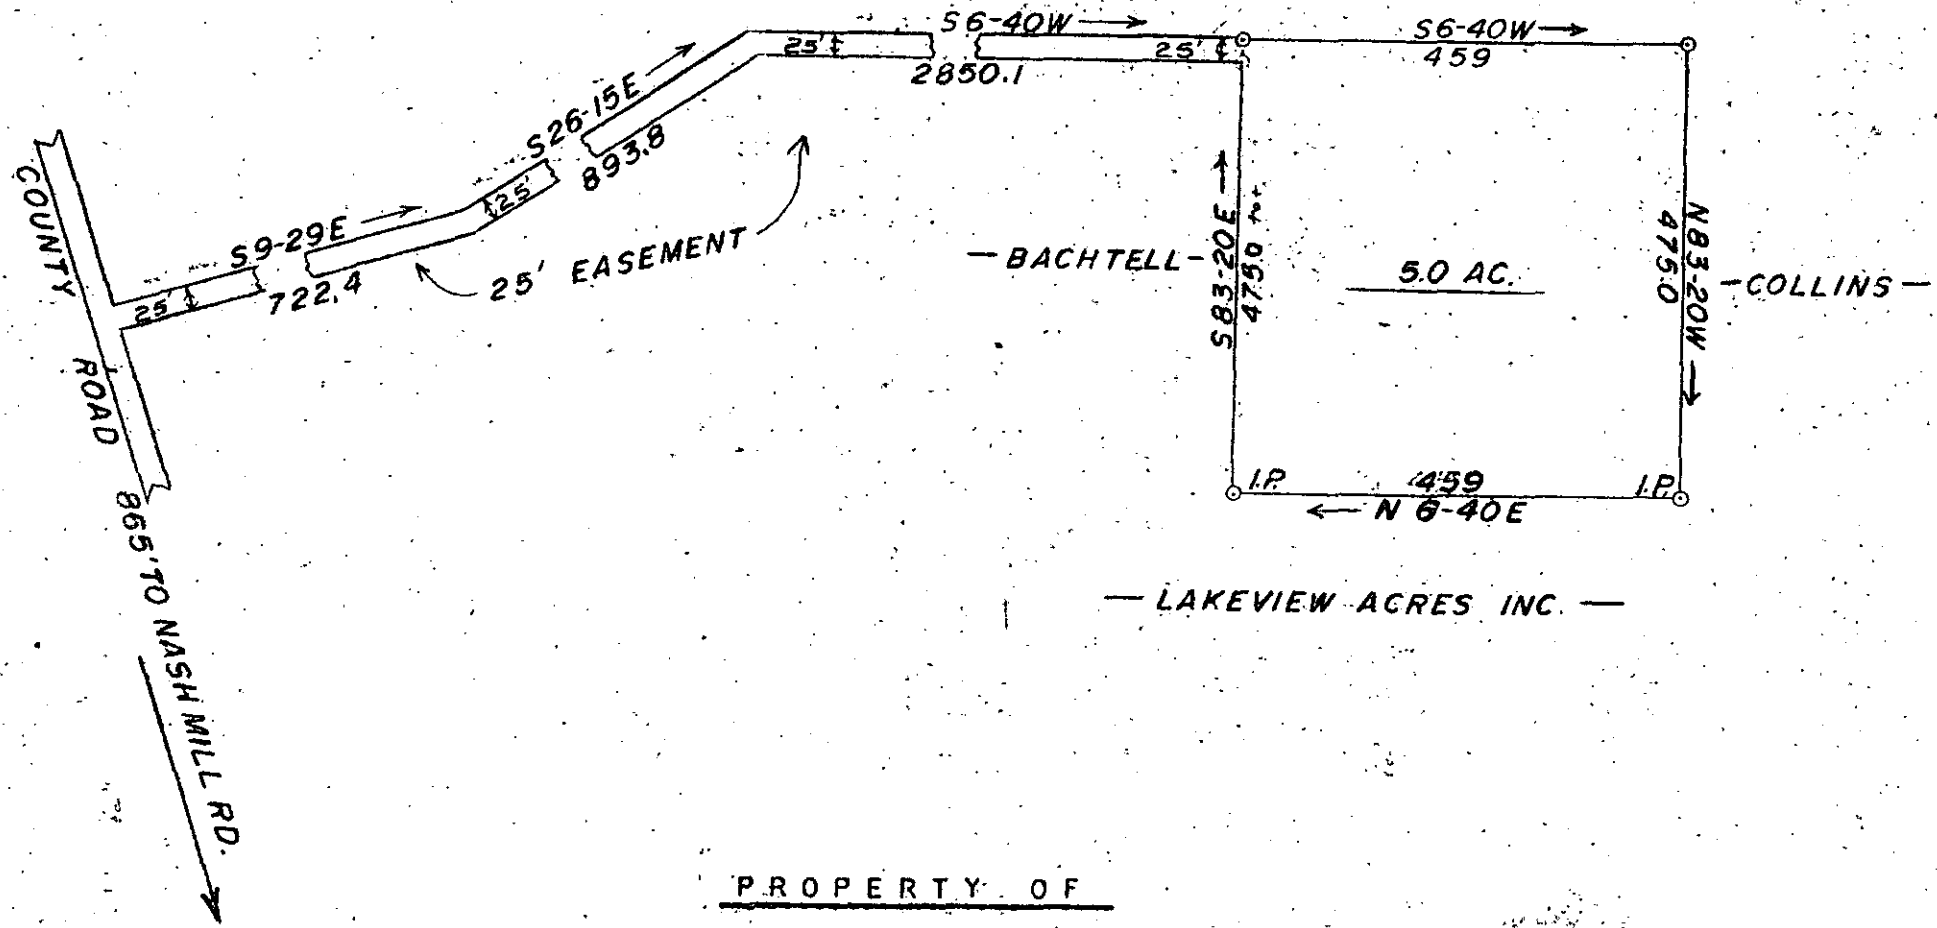 S6-40W
S6-40W
459
25'
25'
2850.1
S26-15E
893.8
25'
S9-29E
722.4
25'
25' EASEMENT
COUNTY
ROAD
865' TO NASH MILL RD.
- BACHTELL -
S83-20E
475.0 tot
5.0 AC.
N83-20W
475.0
- COLLINS -
I.P.
459
I.P.
N 6-40E
- LAKEVIEW ACRES INC. -
PROPERTY OF